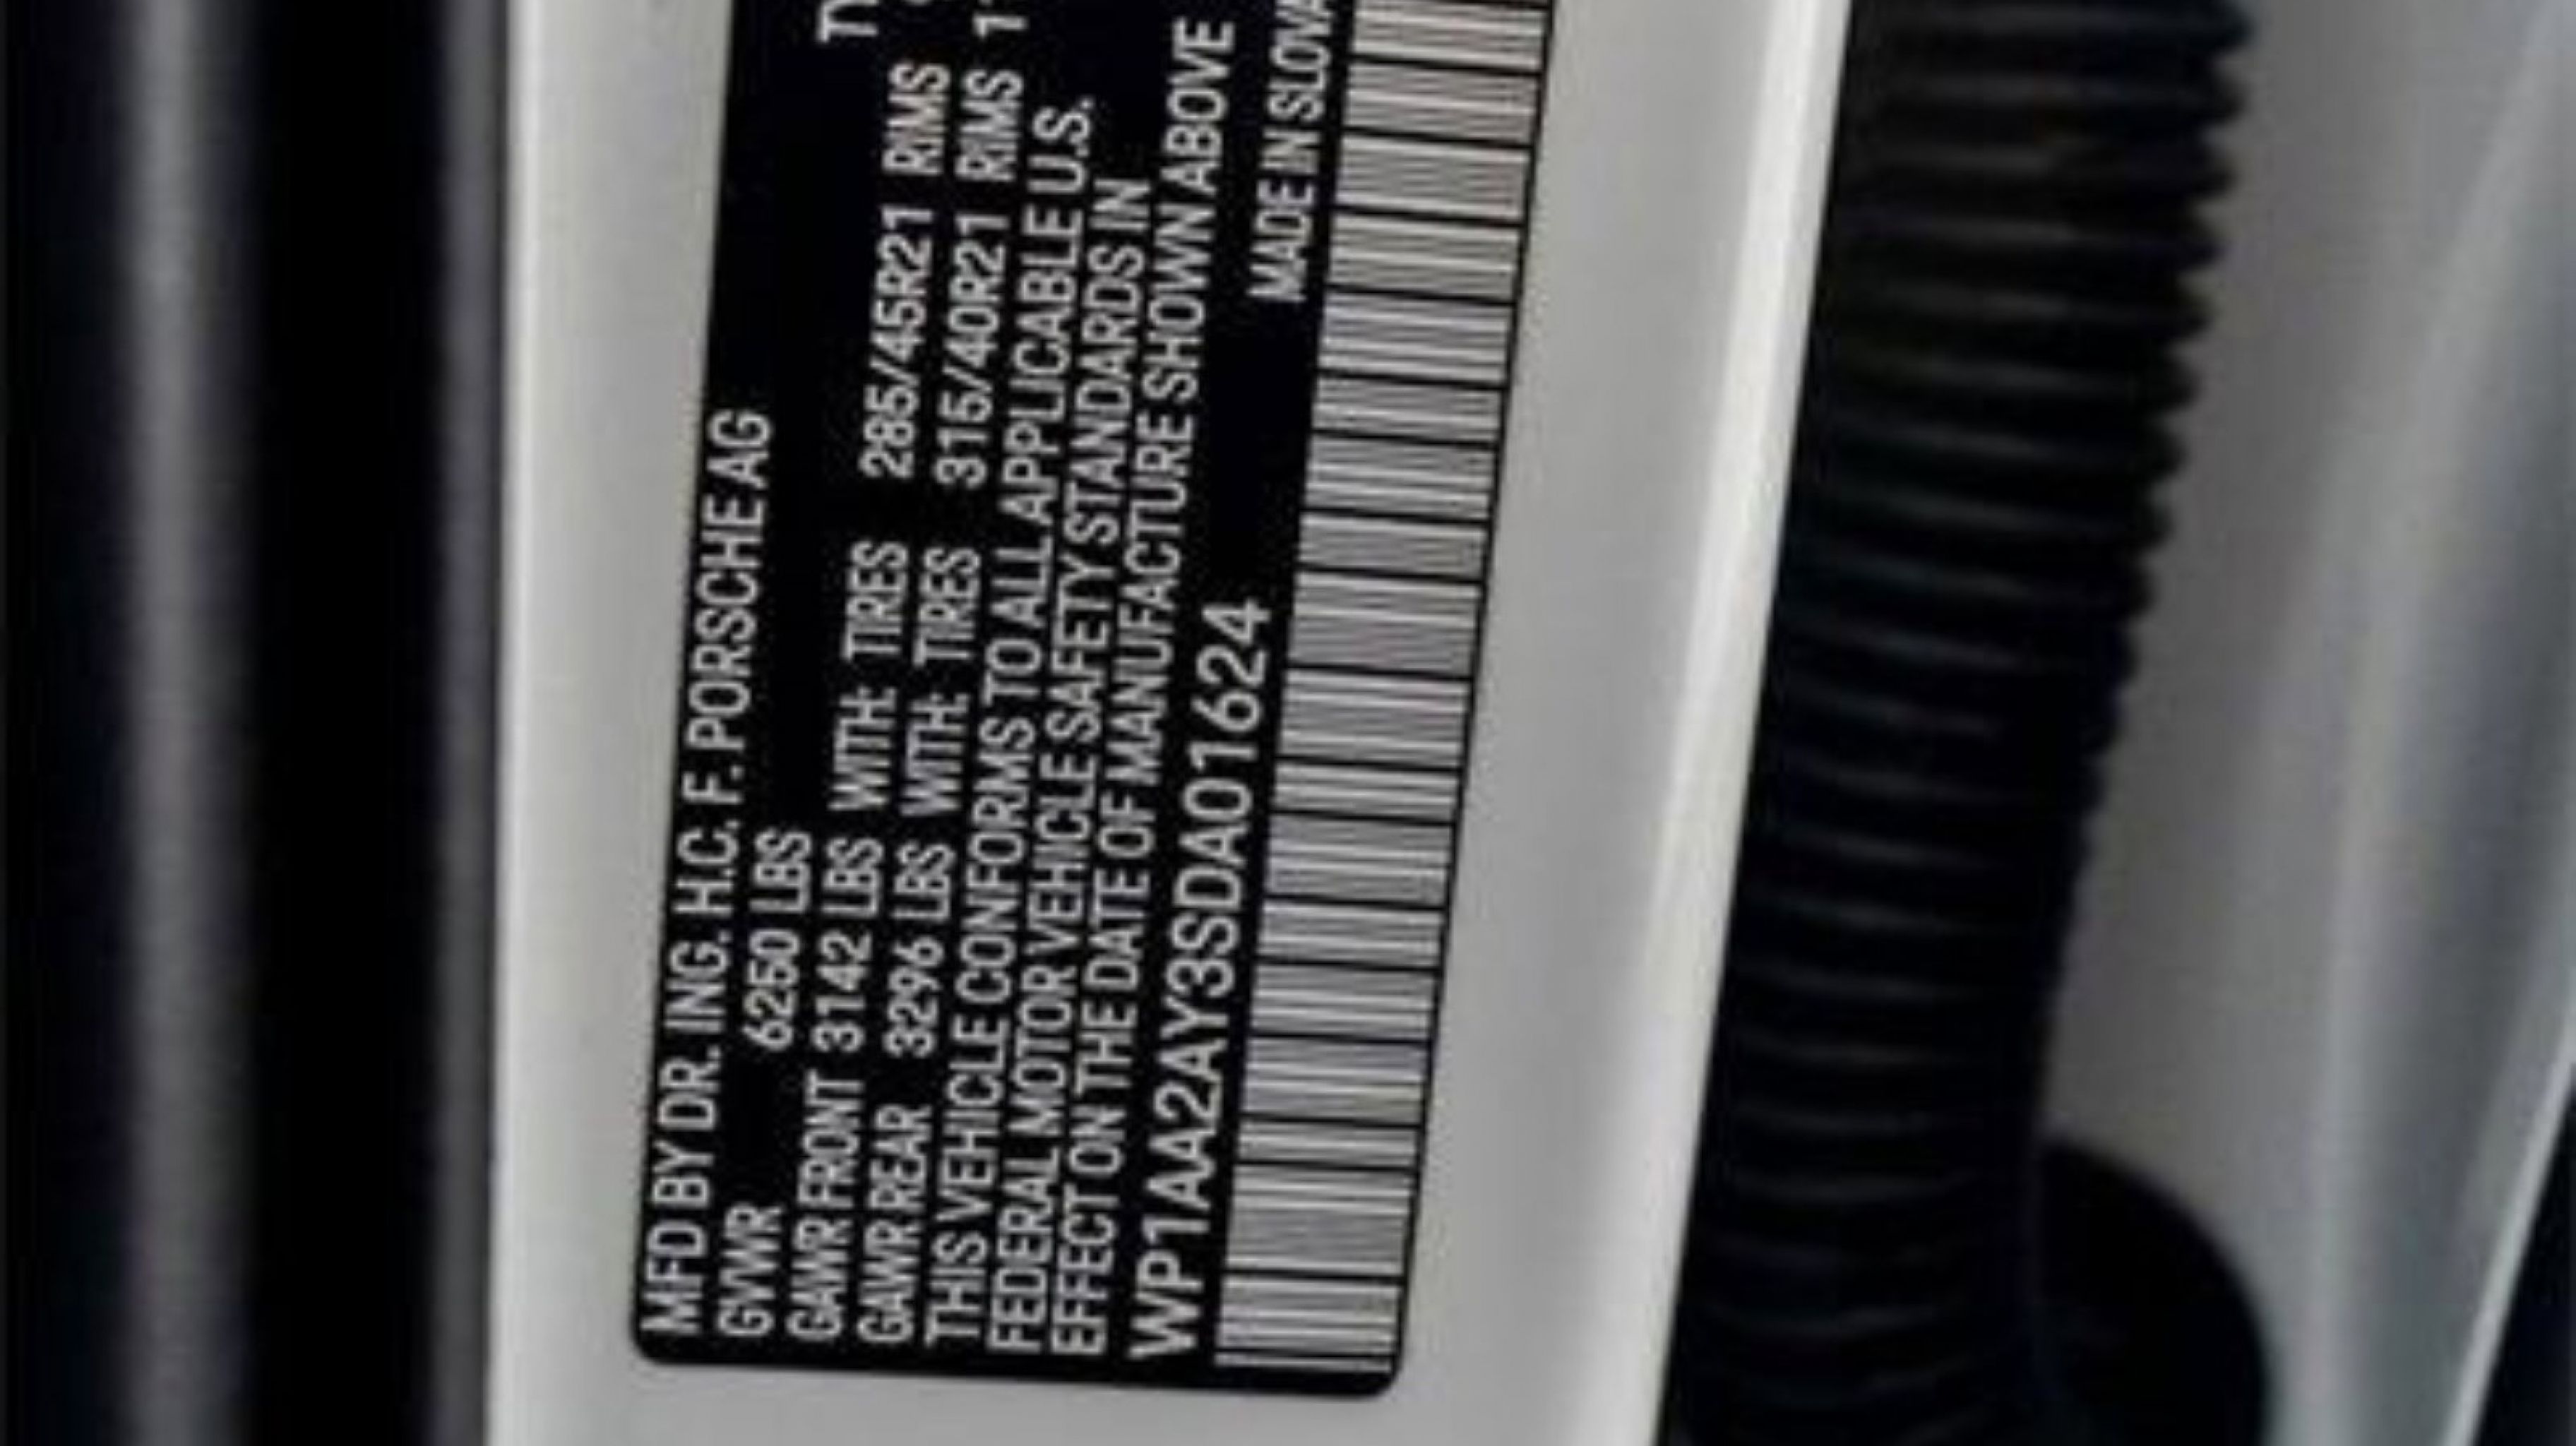 MFD BY DR. ING. H.C. F. PORSCHE AG
GVWR 6250 LBS
GAWR FRONT 3142 LBS WITH: TIRES 285/45R21 RIMS
GAWR REAR 3296 LBS WITH: TIRES 315/40R21 RIMS
THIS VEHICLE CONFORMS TO ALL APPLICABLE U.S.
FEDERAL MOTOR VEHICLE SAFETY STANDARDS IN
EFFECT ON THE DATE OF MANUFACTURE SHOWN ABOVE
WP1AA2AY3SDA01624 MADE IN SLOVA